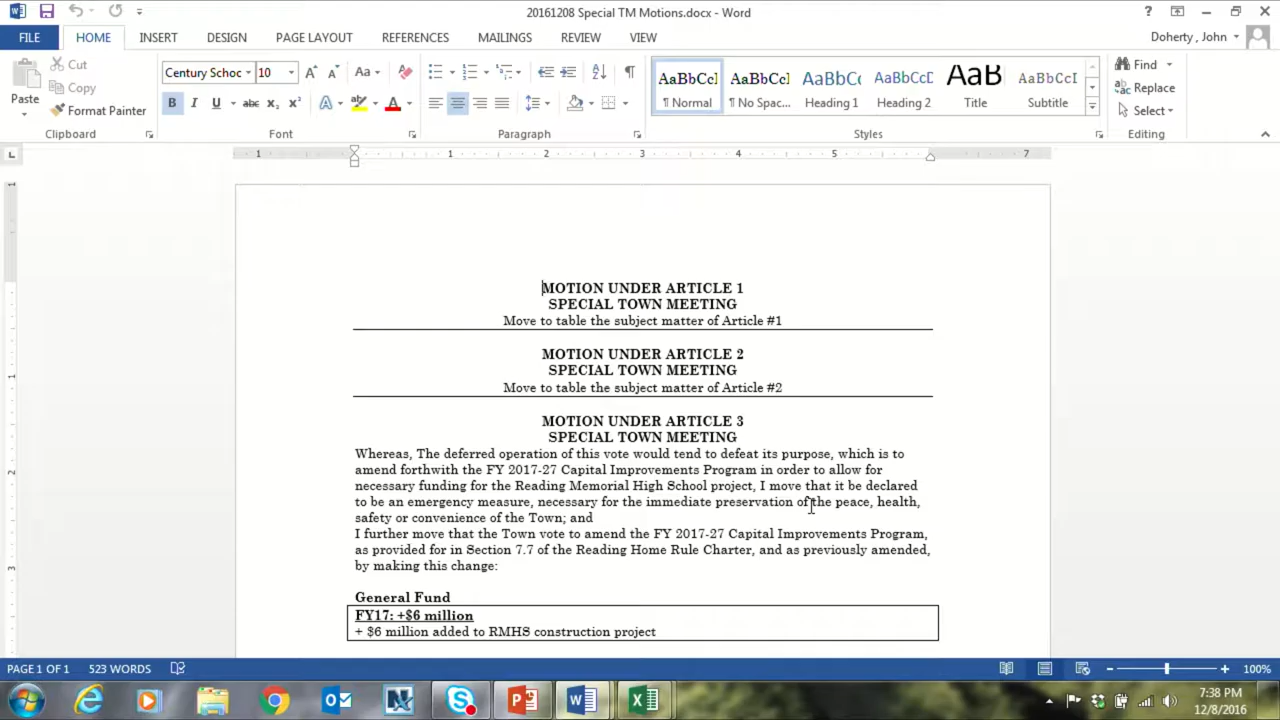 20161208 Special TM Motions.docx - Word
FILE HOME INSERT DESIGN PAGE LAYOUT REFERENCES MAILINGS REVIEW VIEW Doherty , John
Paste Cut Copy Format Painter
Century Schoc 10
¶ Normal ¶ No Spac... Heading 1 Heading 2 Title Subtitle
Find Replace Select
Clipboard Font Paragraph Styles Editing
MOTION UNDER ARTICLE 1
SPECIAL TOWN MEETING
Move to table the subject matter of Article #1
MOTION UNDER ARTICLE 2
SPECIAL TOWN MEETING
Move to table the subject matter of Article #2
MOTION UNDER ARTICLE 3
SPECIAL TOWN MEETING
Whereas, The deferred operation of this vote would tend to defeat its purpose, which is to
amend forthwith the FY 2017-27 Capital Improvements Program in order to allow for
necessary funding for the Reading Memorial High School project, I move that it be declared
to be an emergency measure, necessary for the immediate preservation of the peace, health,
safety or convenience of the Town; and
I further move that the Town vote to amend the FY 2017-27 Capital Improvements Program,
as provided for in Section 7.7 of the Reading Home Rule Charter, and as previously amended,
by making this change:
General Fund
FY17: +$6 million
+ $6 million added to RMHS construction project
PAGE 1 OF 1 523 WORDS 100%
7:38 PM
12/8/2016